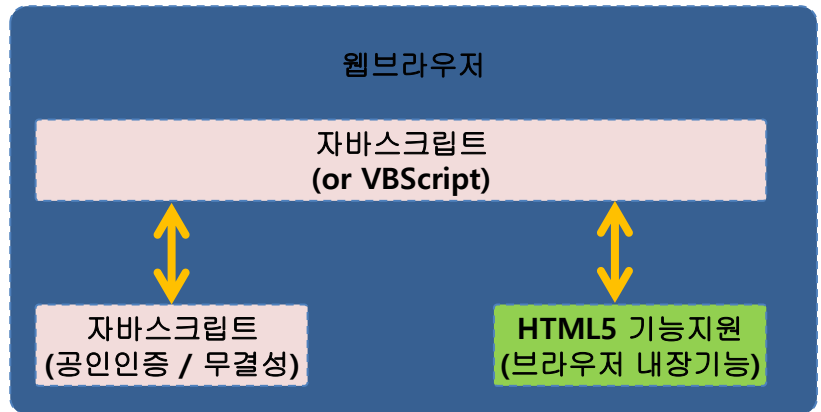 웹브라우저
자바스크립트
(or VBScript)
자바스크립트
(공인인증 / 무결성)
HTML5 기능지원
(브라우저 내장기능)